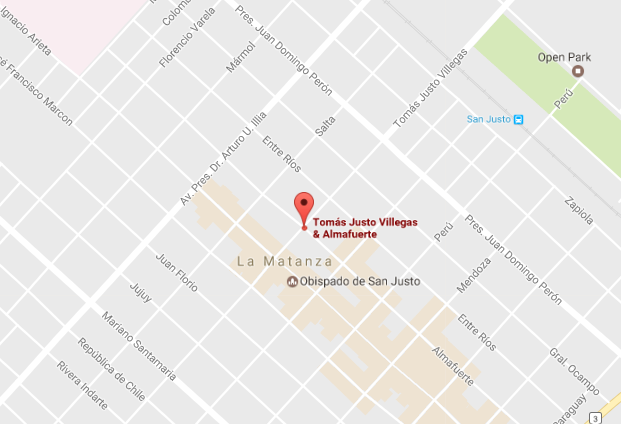 Ignacio Arieta
Colom
Florencio Varela
Mármol
Pres. Juan Domingo Perón
José Francisco Marcon
Open Park
Tomás Justo Villegas
Perú
San Justo
Av. Pres. Dr. Arturo U. Illia
Salta
Entre Ríos
Zapiola
Tomás Justo Villegas
& Almafuerte
Perú
Pres. Juan Domingo Perón
La Matanza
Juan Florio
Mendoza
Obispado de San Justo
Jujuy
Mariano Santamaria
Entre Ríos
República de Chile
Almafuerte
Gral. Ocampo
Rivera Indarte
Paraguay
3